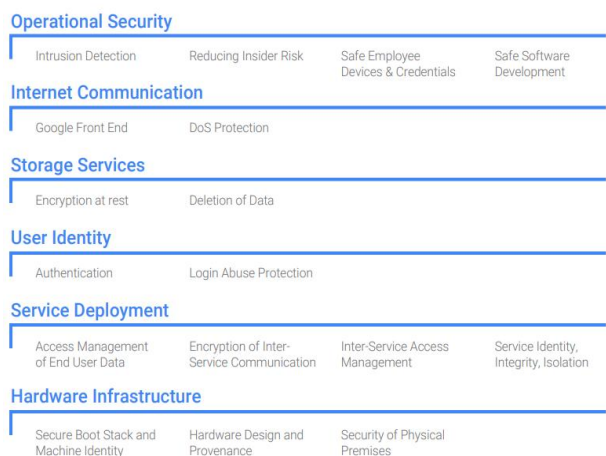 Operational Security
Intrusion Detection
Reducing Insider Risk
Safe Employee
Devices & Credentials
Safe Software
Development
Internet Communication
Google Front End
DoS Protection
Storage Services
Encryption at rest
Deletion of Data
User Identity
Authentication
Login Abuse Protection
Service Deployment
Access Management
of End User Data
Encryption of Inter-
Service Communication
Inter-Service Access
Management
Service Identity,
Integrity, Isolation
Hardware Infrastructure
Secure Boot Stack and
Machine Identity
Hardware Design and
Provenance
Security of Physical
Premises